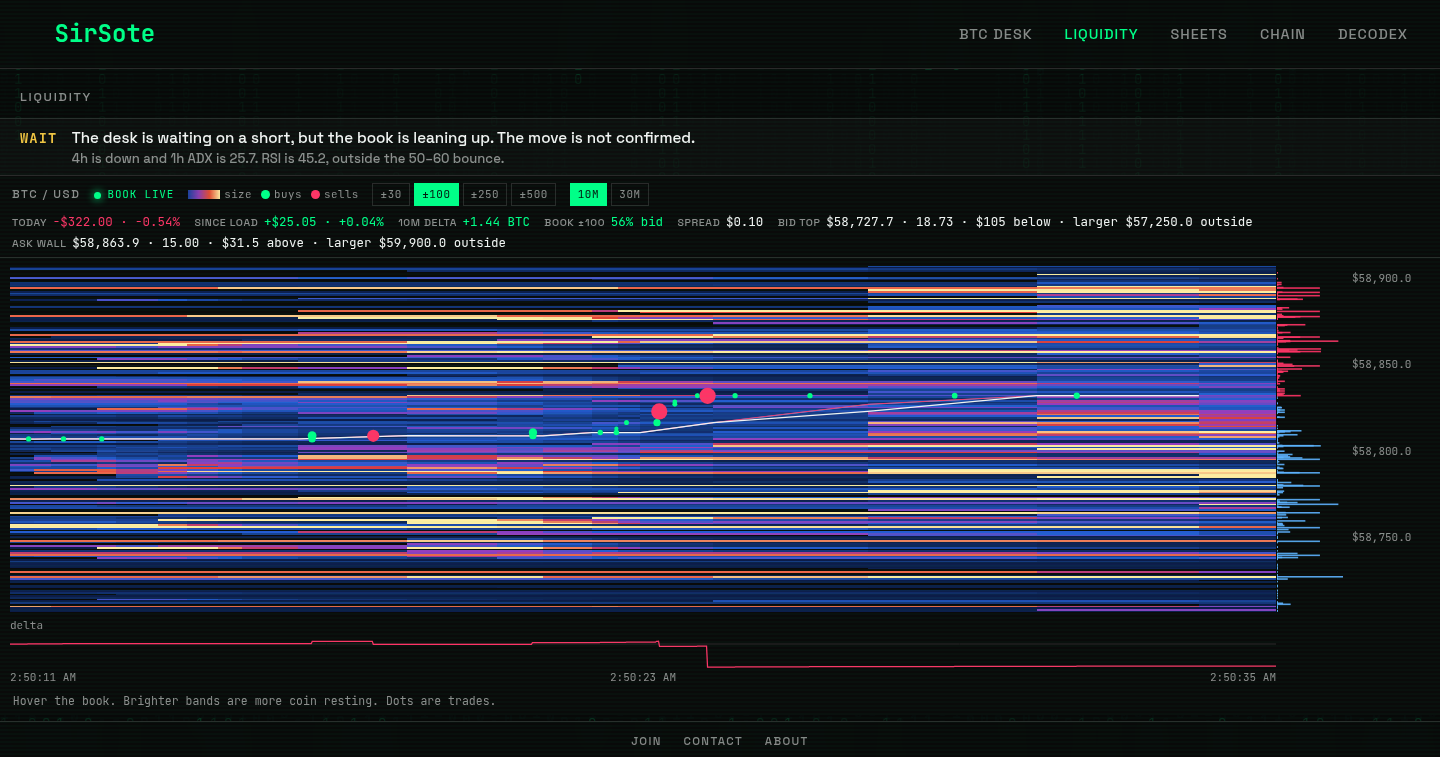 SirSote
BTC DESK LIQUIDITY SHEETS CHAIN DECODEX
LIQUIDITY
WAIT The desk is waiting on a short, but the book is leaning up. The move is not confirmed.
4h is down and 1h ADX is 25.7. RSI is 45.2, outside the 50–60 bounce.
BTC / USD BOOK LIVE size buys sells ±30 ±100 ±250 ±500 10M 30M
TODAY -$322.00 · -0.54% SINCE LOAD +$25.05 · +0.04% 10M DELTA +1.44 BTC BOOK ±100 56% bid SPREAD $0.10 BID TOP $58,727.7 · 18.73 · $105 below · larger $57,250.0 outside
ASK WALL $58,863.9 · 15.00 · $31.5 above · larger $59,900.0 outside
$58,900.0
$58,850.0
$58,800.0
$58,750.0
delta
2:50:11 AM 2:50:23 AM 2:50:35 AM
Hover the book. Brighter bands are more coin resting. Dots are trades.
JOIN CONTACT ABOUT